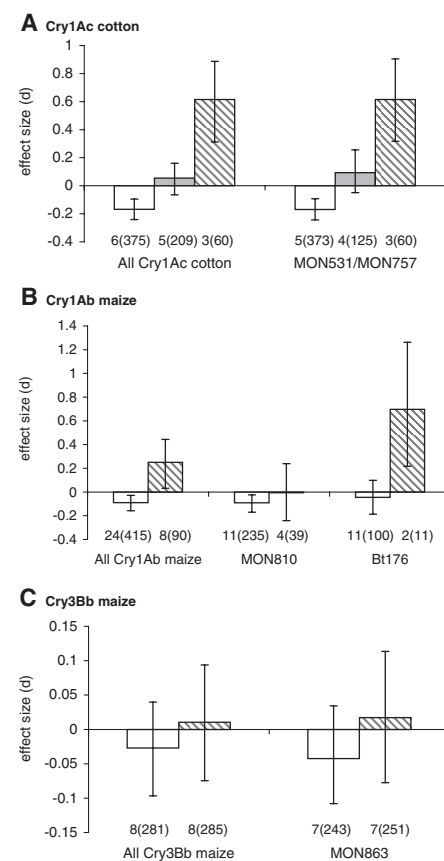 A Cry1Ac cotton
1
0.8
0.6
0.4
0.2
0
-0.2
-0.4
effect size (d)
6(375) 5(209) 3(60) 5(373) 4(125) 3(60)
All Cry1Ac cotton MON531/MON757
B Cry1Ab maize
1.4
1.2
1
0.8
0.6
0.4
0.2
0
-0.2
-0.4
effect size (d)
24(415) 8(90) 11(235) 4(39) 11(100) 2(11)
All Cry1Ab maize MON810 Bt176
C Cry3Bb maize
0.15
0.1
0.05
0
-0.05
-0.1
-0.15
effect size (d)
8(281) 8(285) 7(243) 7(251)
All Cry3Bb maize MON863